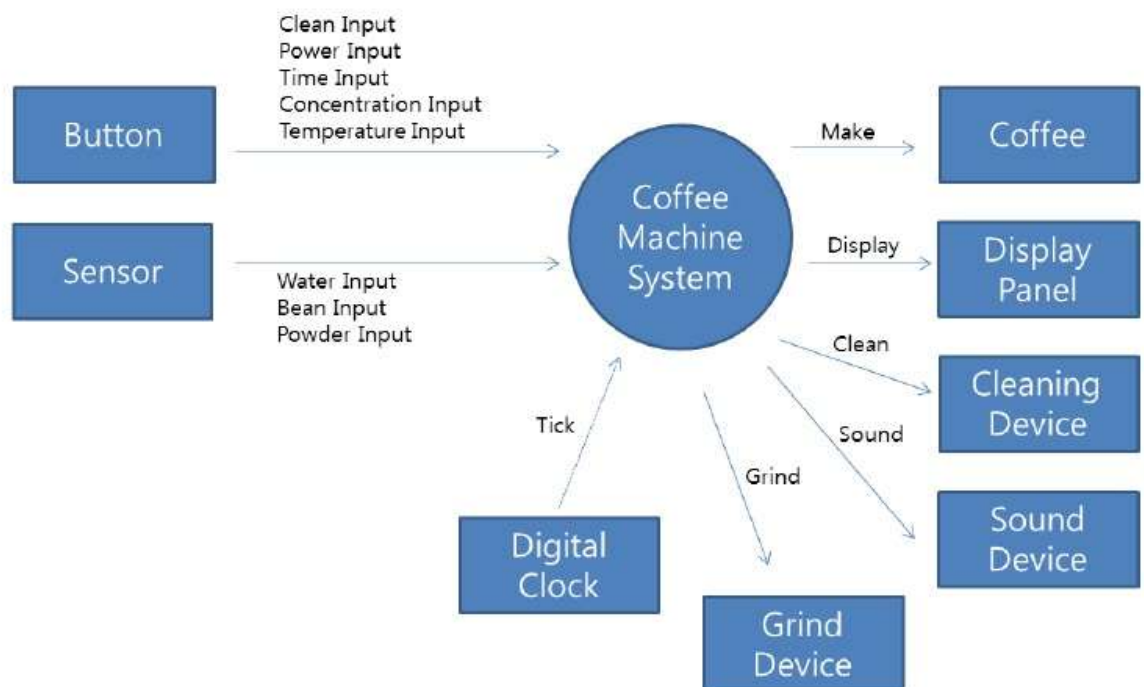 Clean Input
Power Input
Time Input
Concentration Input
Temperature Input
Button
Sensor
Water Input
Bean Input
Powder Input
Coffee
Machine
System
Make
Coffee
Display
Display
Panel
Clean
Cleaning
Device
Sound
Sound
Device
Grind
Grind
Device
Tick
Digital
Clock